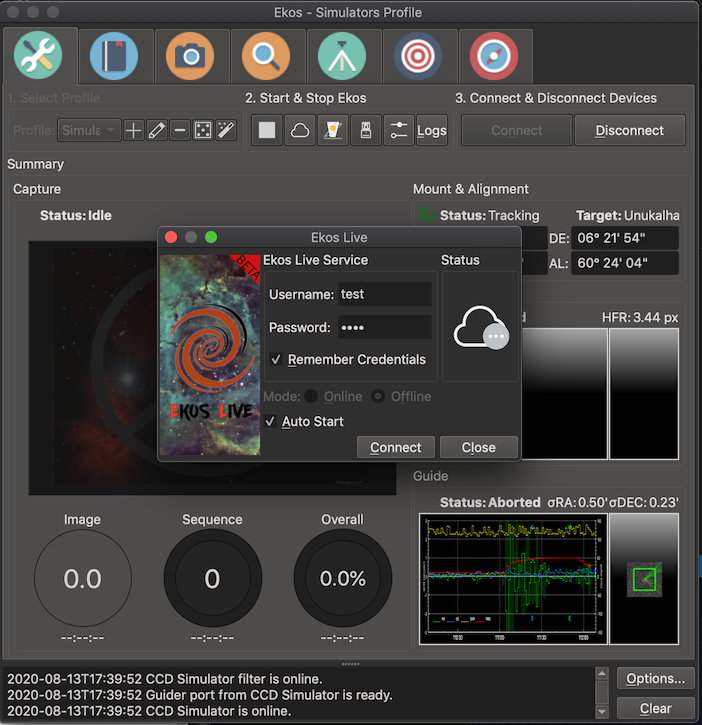 Ekos - Simulators Profile
1. Select Profile
2. Start & Stop Ekos
3. Connect & Disconnect Devices
Profile: Simula
Logs
Connect
Disconnect
Summary
Capture
Mount & Alignment
Status: Idle
Status: Tracking
Target: Unukalha
DE: 06° 21' 54"
AL: 60° 24' 04"
Ekos Live
BETA
EKOS LIVE
Ekos Live Service
Status
Username: test
Password: ••••
Remember Credentials
Mode: Online Offline
Auto Start
Connect
Close
HFR: 3.44 px
Guide
Status: Aborted σRA: 0.50' σDEC: 0.23'
Image
Sequence
Overall
0.0
0
0.0%
--:--:--
--:--:--
--:--:--
2020-08-13T17:39:52 CCD Simulator filter is online.
2020-08-13T17:39:52 Guider port from CCD Simulator is ready.
2020-08-13T17:39:52 CCD Simulator is online.
Options...
Clear